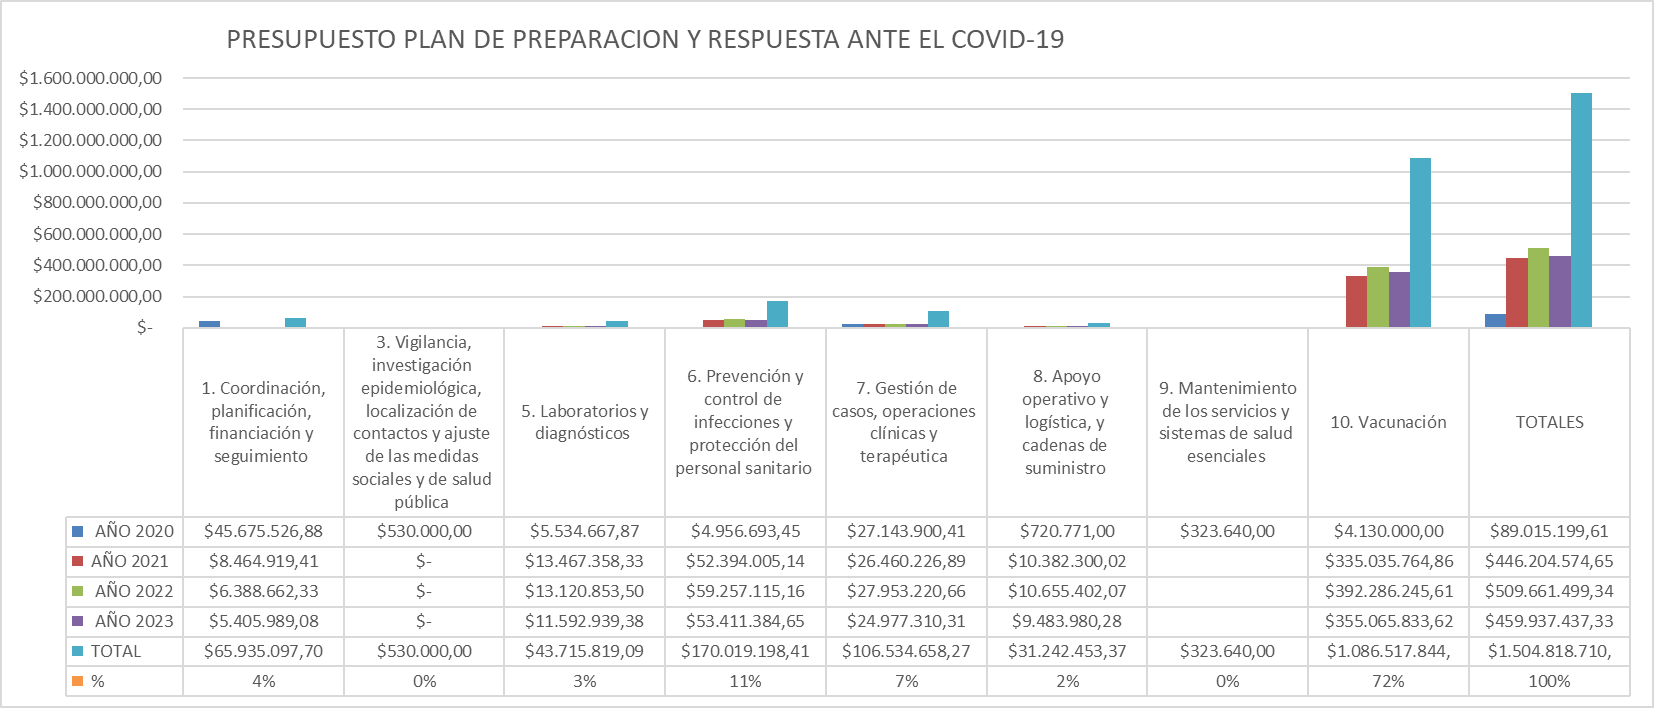 PRESUPUESTO PLAN DE PREPARACION Y RESPUESTA ANTE EL COVID-19
$1.600.000.000,00
$1.400.000.000,00
$1.200.000.000,00
$1.000.000.000,00
$800.000.000,00
$600.000.000,00
$400.000.000,00
$200.000.000,00
$-
1. Coordinación,
planificación,
financiación y
seguimiento
3. Vigilancia,
investigación
epidemiológica,
localización de
contactos y ajuste
de las medidas
sociales y de salud
pública
5. Laboratorios y
diagnósticos
6. Prevención y
control de
infecciones y
protección del
personal sanitario
7. Gestión de
casos, operaciones
clínicas y
terapéutica
8. Apoyo
operativo y
logística, y
cadenas de
suministro
9. Mantenimiento
de los servicios y
sistemas de salud
esenciales
10. Vacunación
TOTALES
AÑO 2020 $45.675.526,88 $530.000,00 $5.534.667,87 $4.956.693,45 $27.143.900,41 $720.771,00 $323.640,00 $4.130.000,00 $89.015.199,61
AÑO 2021 $8.464.919,41 $- $13.467.358,33 $52.394.005,14 $26.460.226,89 $10.382.300,02 $335.035.764,86 $446.204.574,65
AÑO 2022 $6.388.662,33 $- $13.120.853,50 $59.257.115,16 $27.953.220,66 $10.655.402,07 $392.286.245,61 $509.661.499,34
AÑO 2023 $5.405.989,08 $- $11.592.939,38 $53.411.384,65 $24.977.310,31 $9.483.980,28 $355.065.833,62 $459.937.437,33
TOTAL $65.935.097,70 $530.000,00 $43.715.819,09 $170.019.198,41 $106.534.658,27 $31.242.453,37 $323.640,00 $1.086.517.844, $1.504.818.710,
% 4% 0% 3% 11% 7% 2% 0% 72% 100%